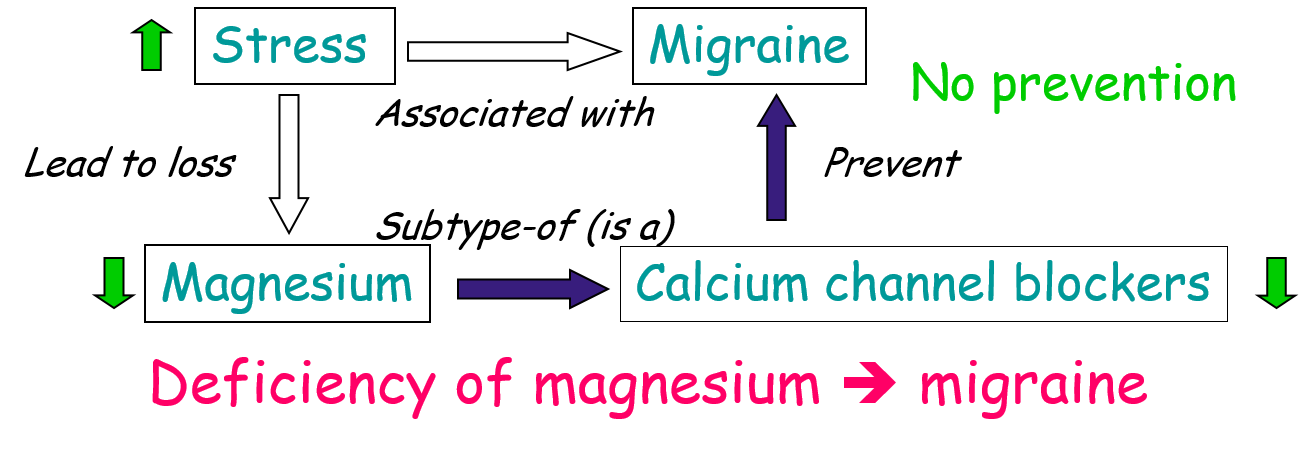 Stress
Migraine
No prevention
Associated with
Lead to loss
Prevent
Subtype-of (is a)
Magnesium
Calcium channel blockers
Deficiency of magnesium ➔ migraine